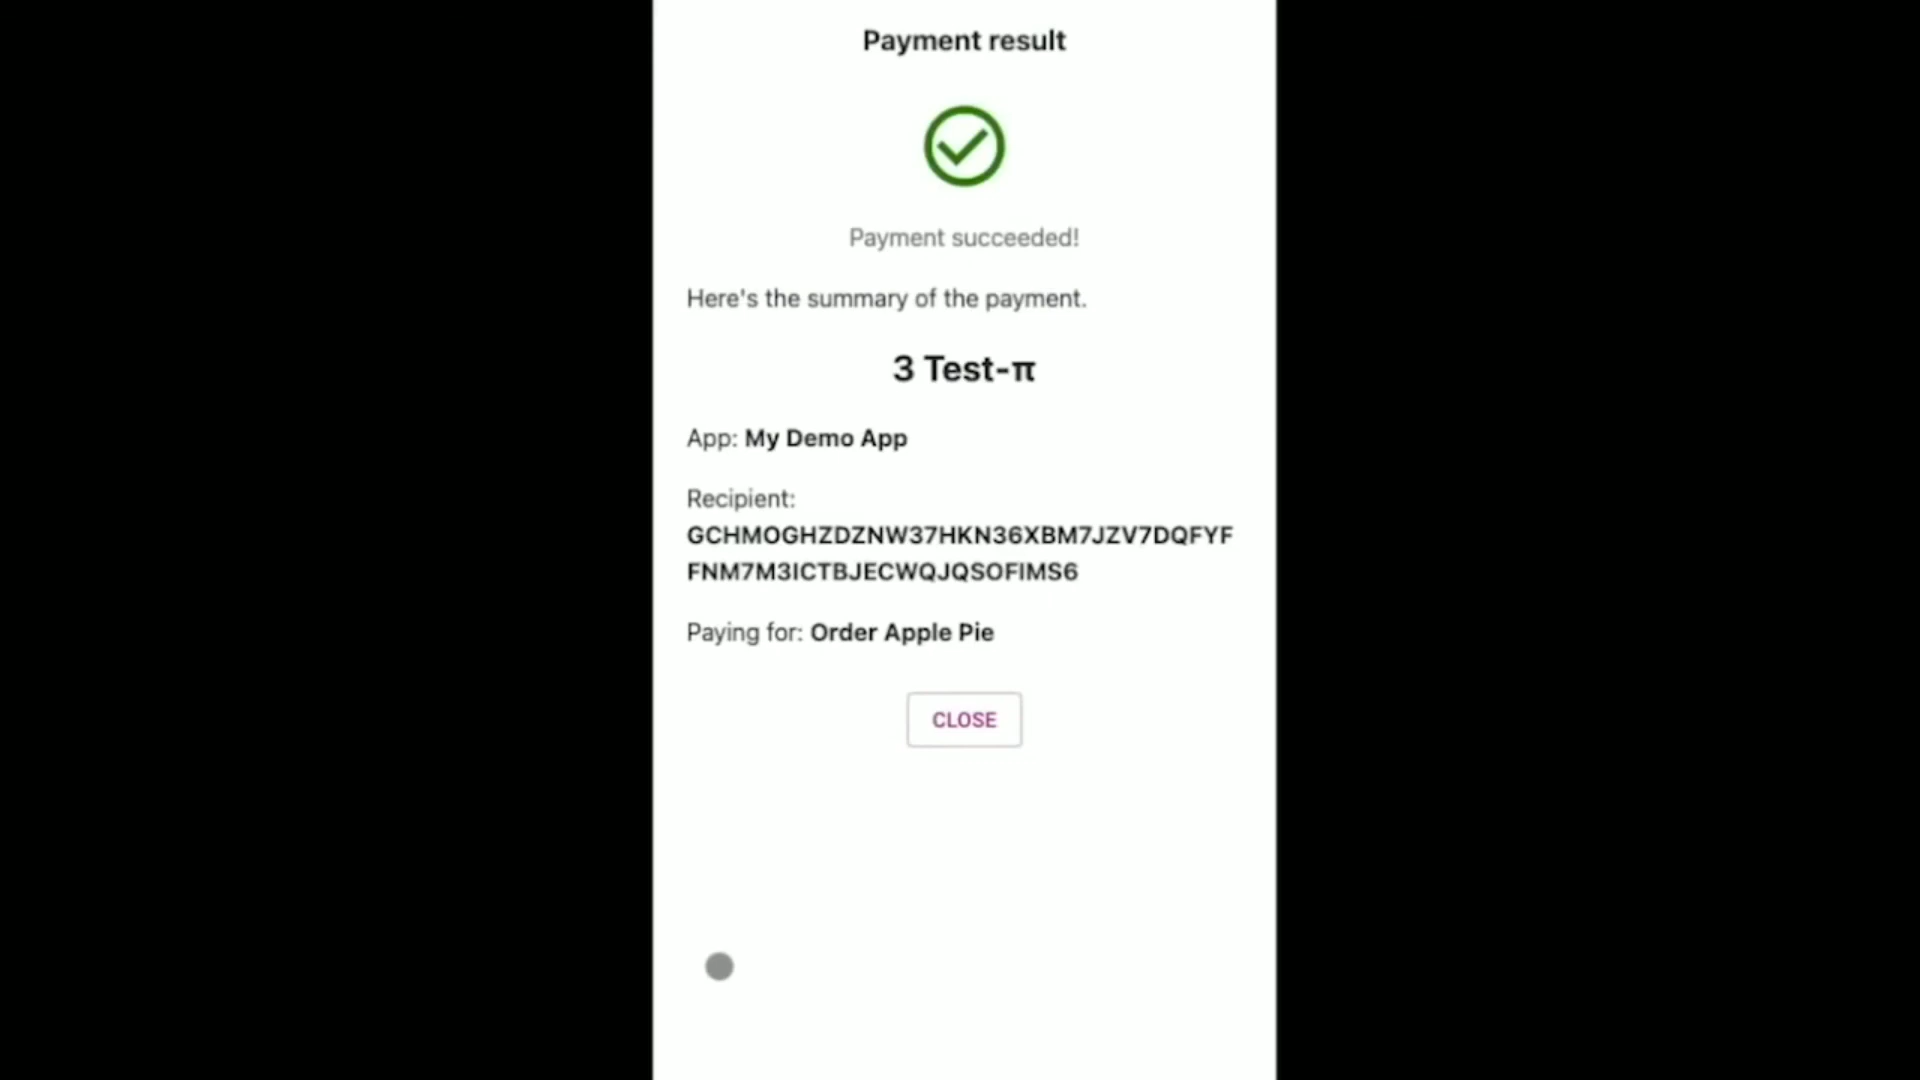 Payment result
Payment succeeded!
Here's the summary of the payment.
3 Test-π
App: My Demo App
Recipient:
GCHMOGHZDZNW37HKN36XBM7JZV7DQFYF
FNM7M3ICTBJECWQJQSOFIMS6
Paying for: Order Apple Pie
CLOSE